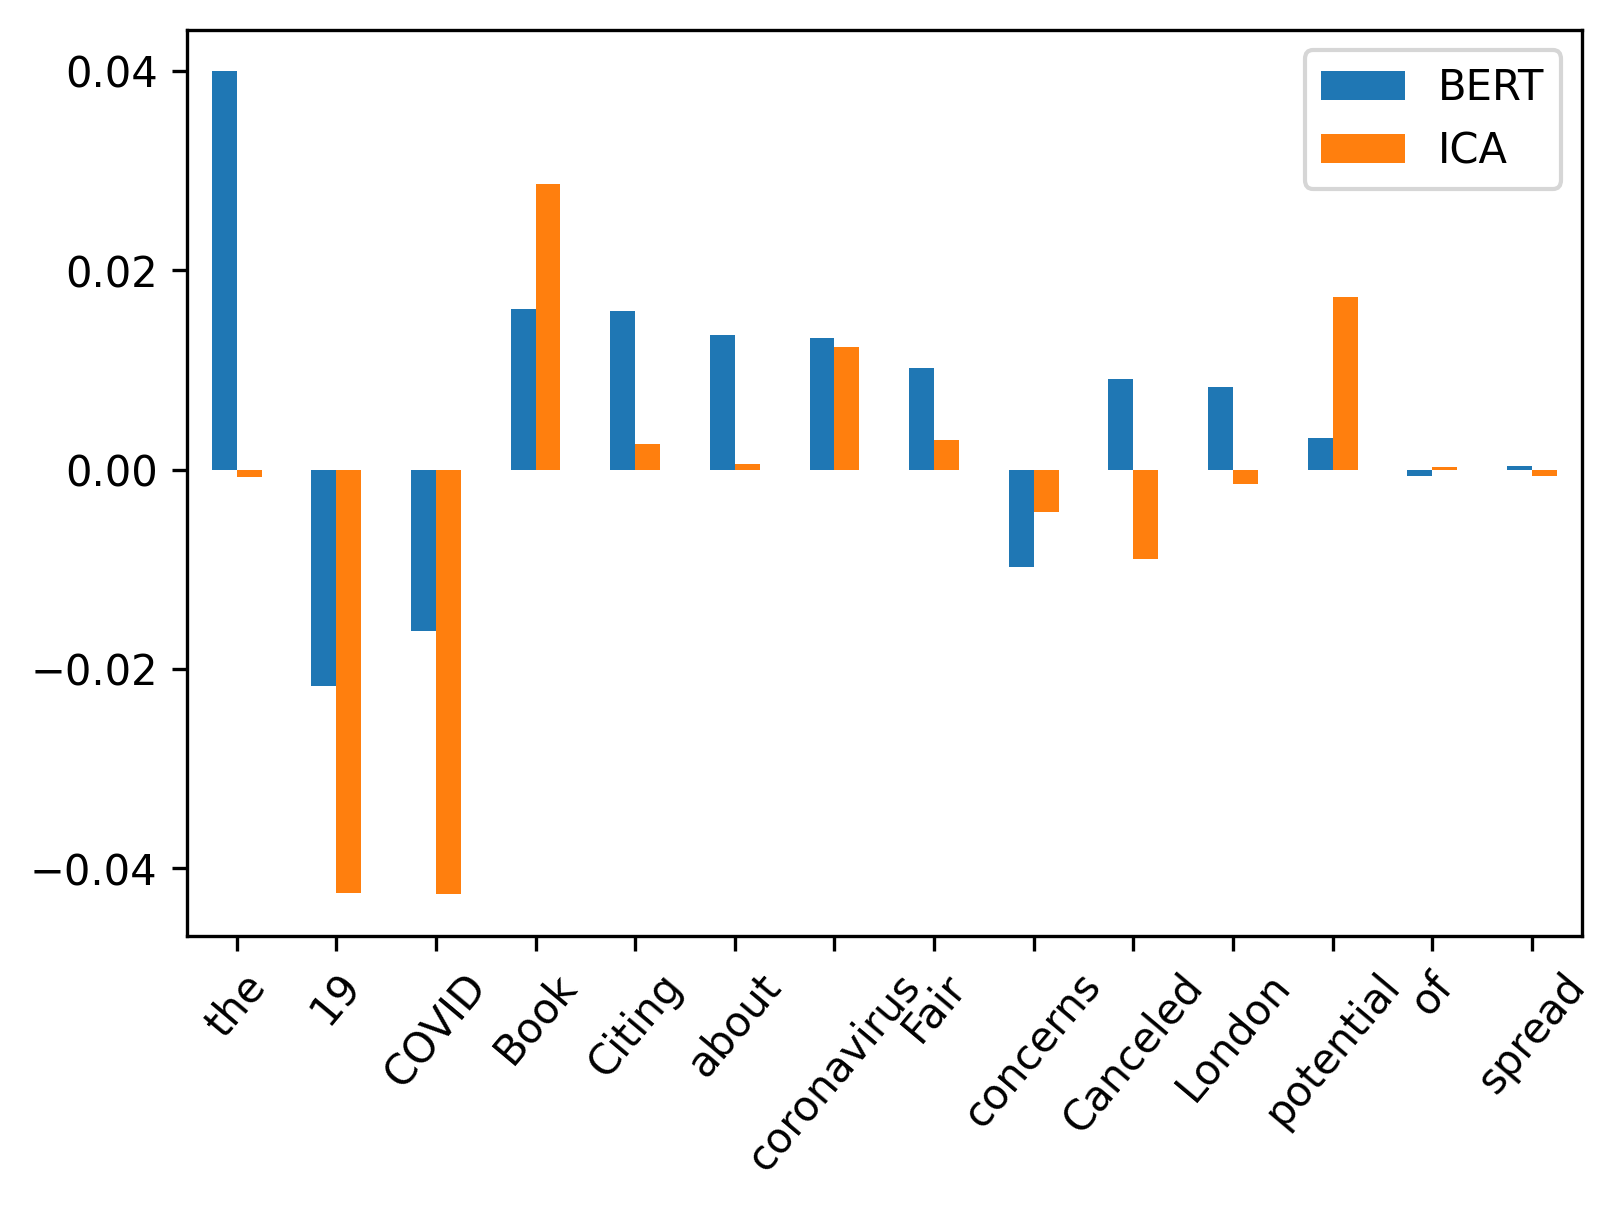 0.04
0.02
0.00
−0.02
−0.04
BERT
ICA
the
19
COVID
Book
Citing
about
coronavirus
Fair
concerns
Canceled
London
potential
of
spread